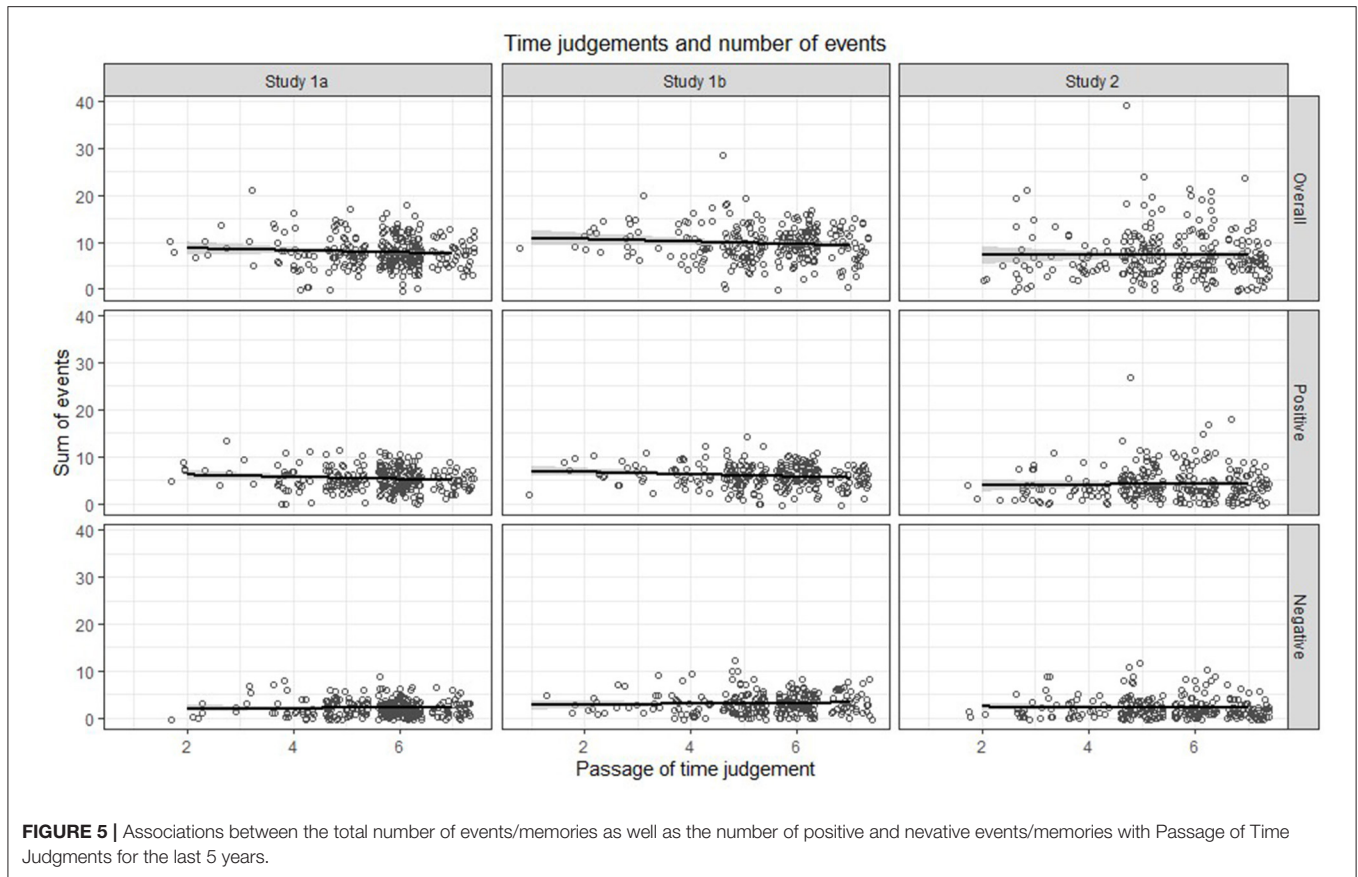 Time judgements and number of events
Study 1a
Study 1b
Study 2
40
30
20
10
0
Overall
40
30
20
10
0
Positive
Sum of events
40
30
20
10
0
Negative
2 4 6
2 4 6
2 4 6
Passage of time judgement
FIGURE 5 | Associations between the total number of events/memories as well as the number of positive and nevative events/memories with Passage of Time
Judgments for the last 5 years.